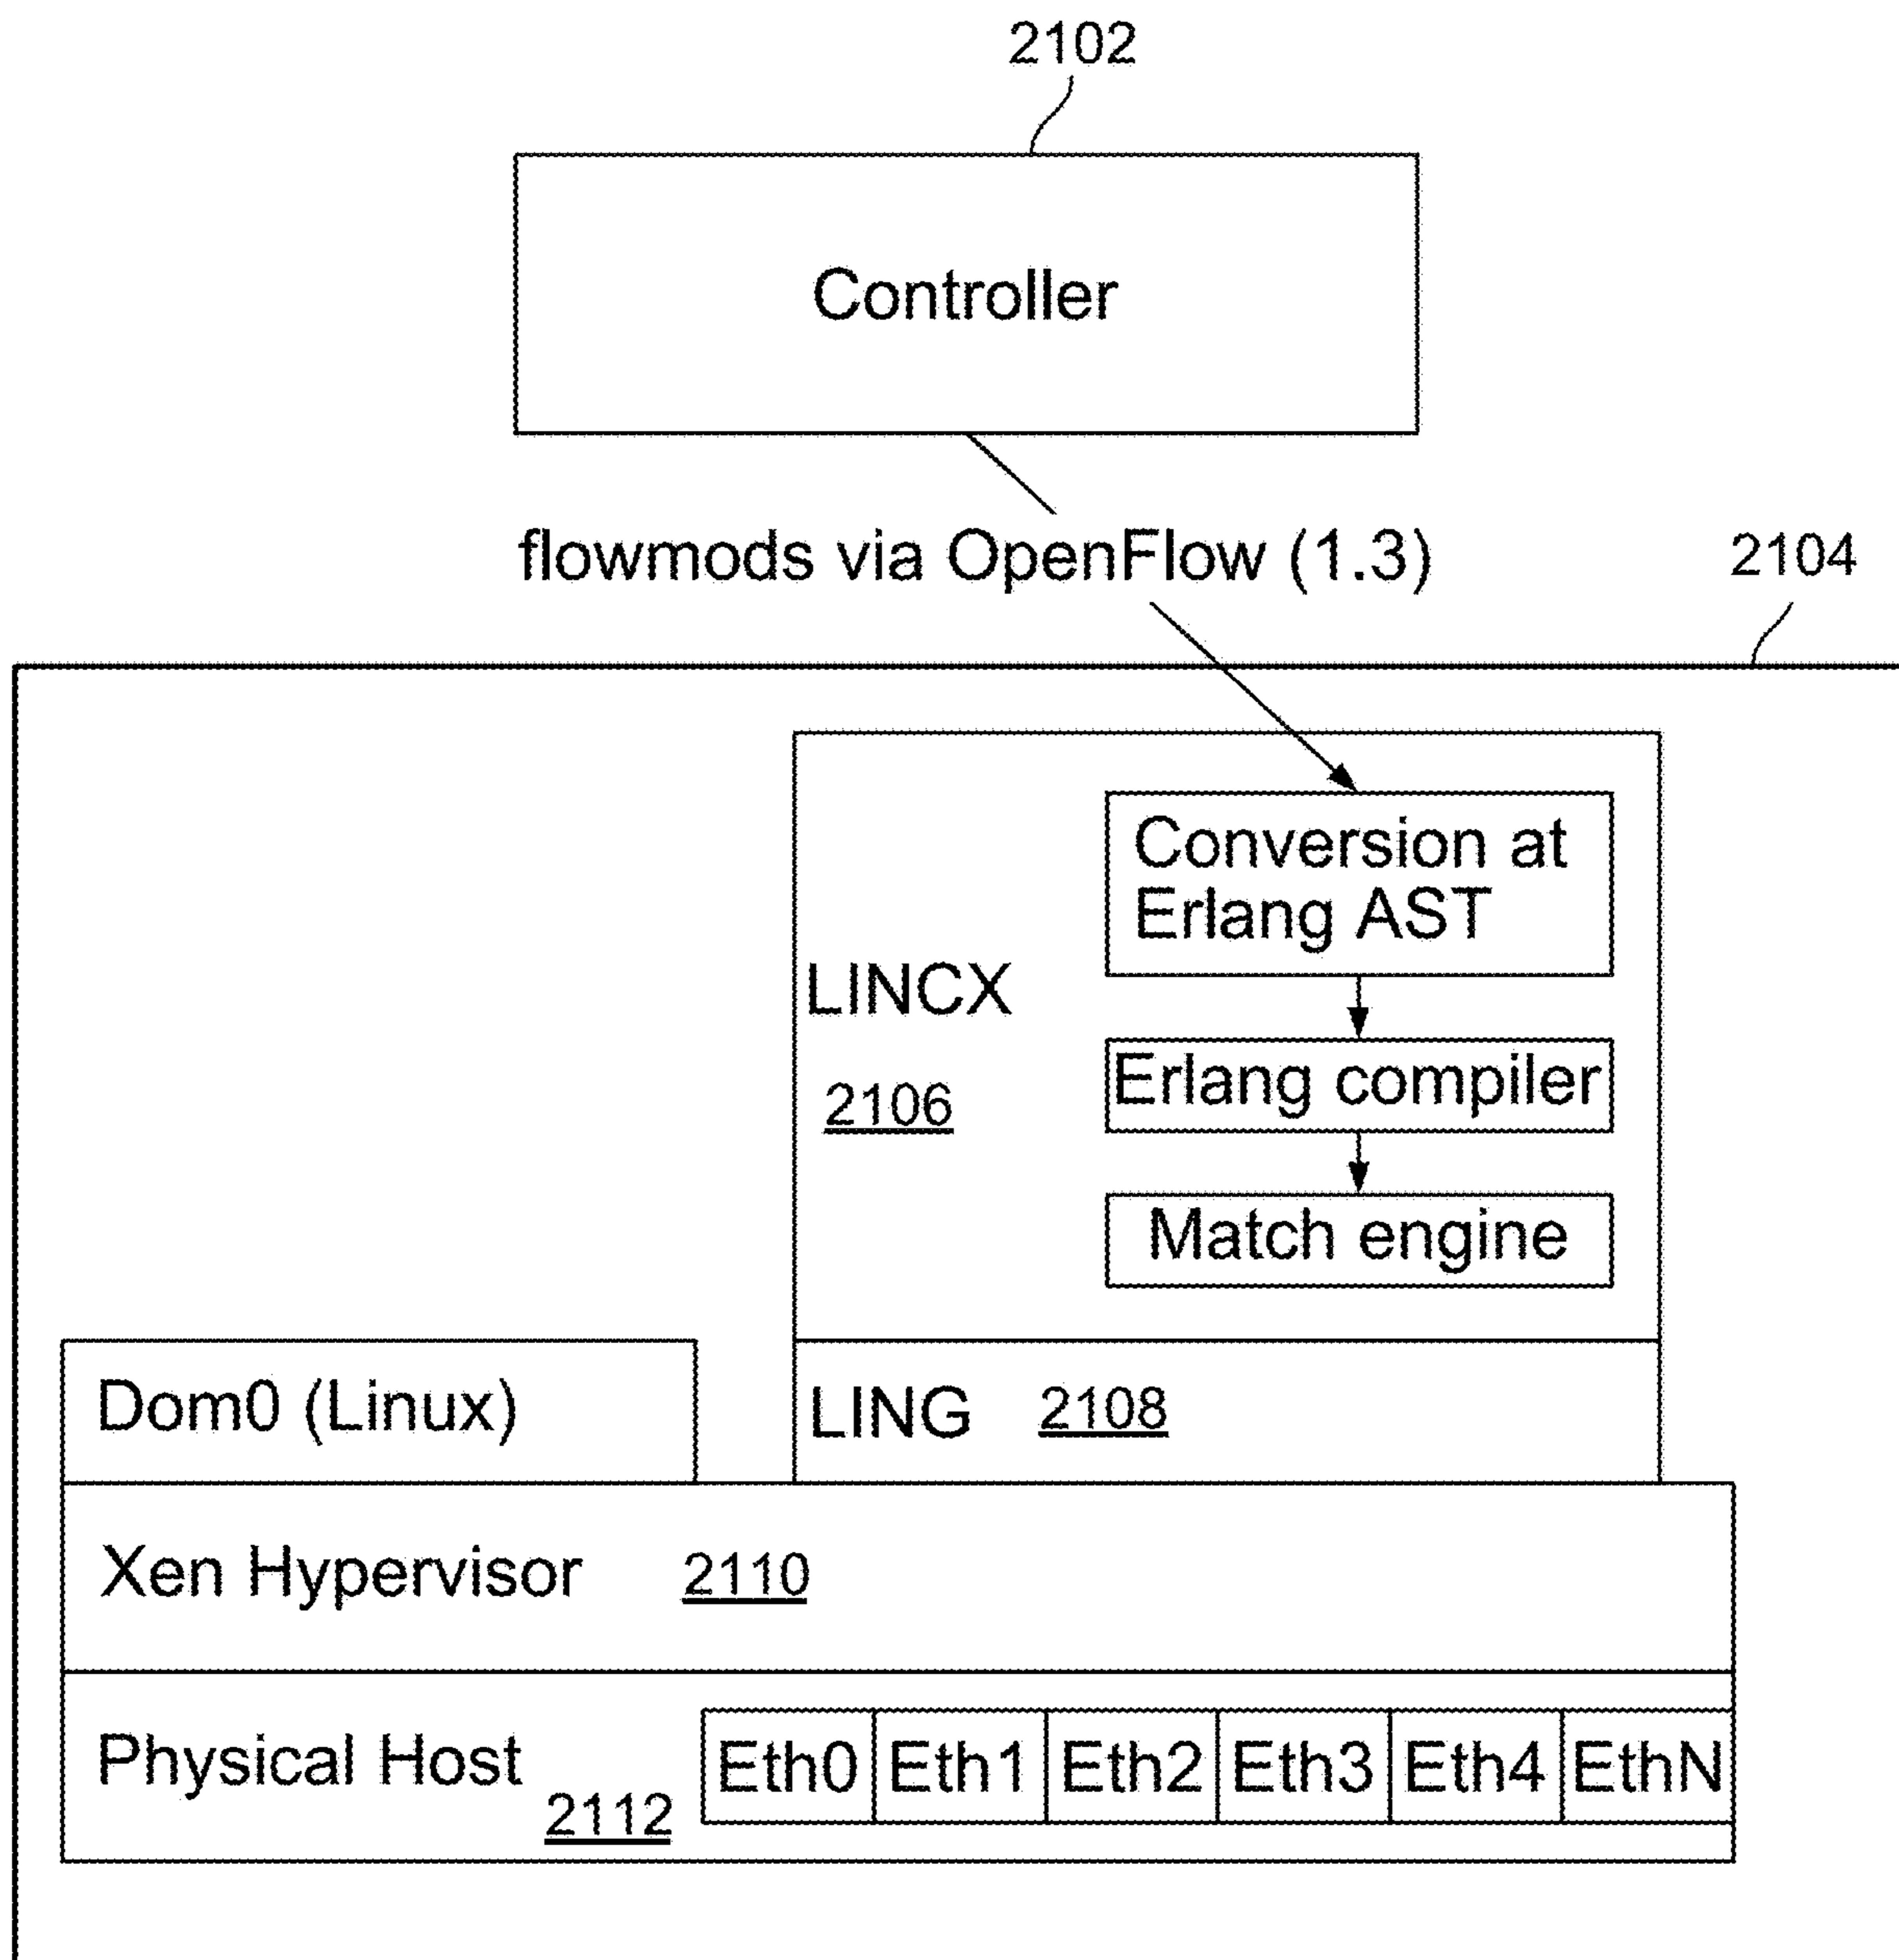 2102
Controller
flowmods via OpenFlow (1.3)
2104
Conversion at
Erlang AST
LINCX
2106
Erlang compiler
Match engine
Dom0 (Linux)
LING 2108
Xen Hypervisor 2110
Physical Host 2112
Eth0 Eth1 Eth2 Eth3 Eth4 EthN